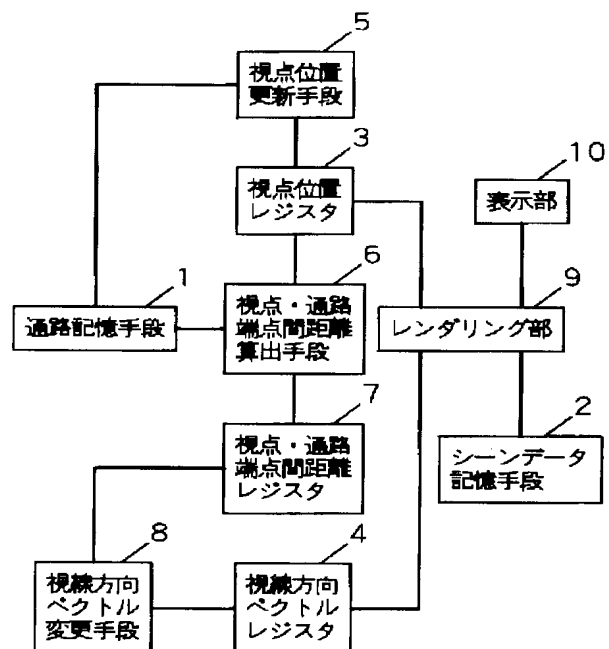 5
視点位置
更新手段
3
視点位置
レジスタ
10
表示部
1
通路記憶手段
6
視点・通路
端点間距離
算出手段
9
レンダリング部
7
視点・通路
端点間距離
レジスタ
2
シーンデータ
記憶手段
8
視線方向
ベクトル
変更手段
4
視線方向
ベクトル
レジスタ